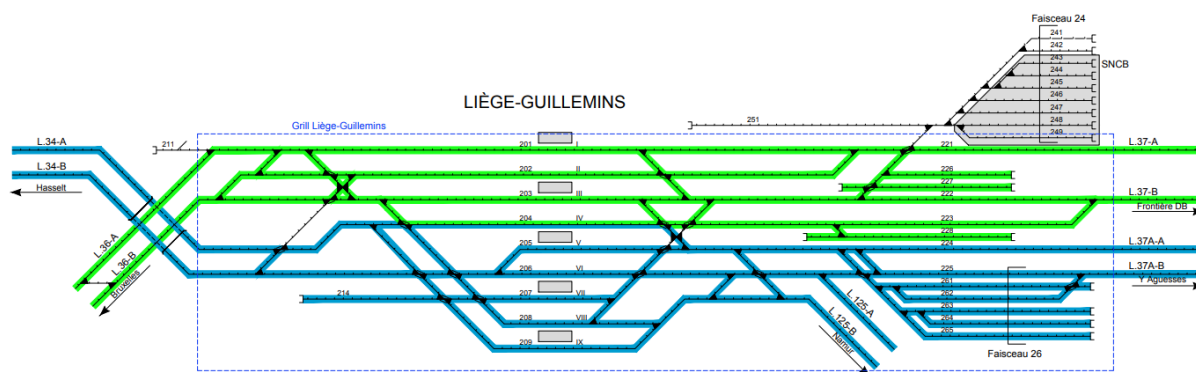 Faisceau 24
241
242
243
SNCB
244
245
246
247
248
249
LIÈGE-GUILLEMINS
251
Grill Liège-Guillemins
L.34-A
211
201
I
221
L.37-A
L.34-B
Hasselt
202
II
226
227
203
III
222
L.37-B
Frontière DB
204
IV
223
228
205
V
224
L.37A-A
L.36-A
L.36-B
Bruxelles
206
VI
225
L.37A-B
Y Aguesses
261
262
214
VII
263
208
VIII
264
265
209
IX
L.125-A
L.125-B
Namur
Faisceau 26